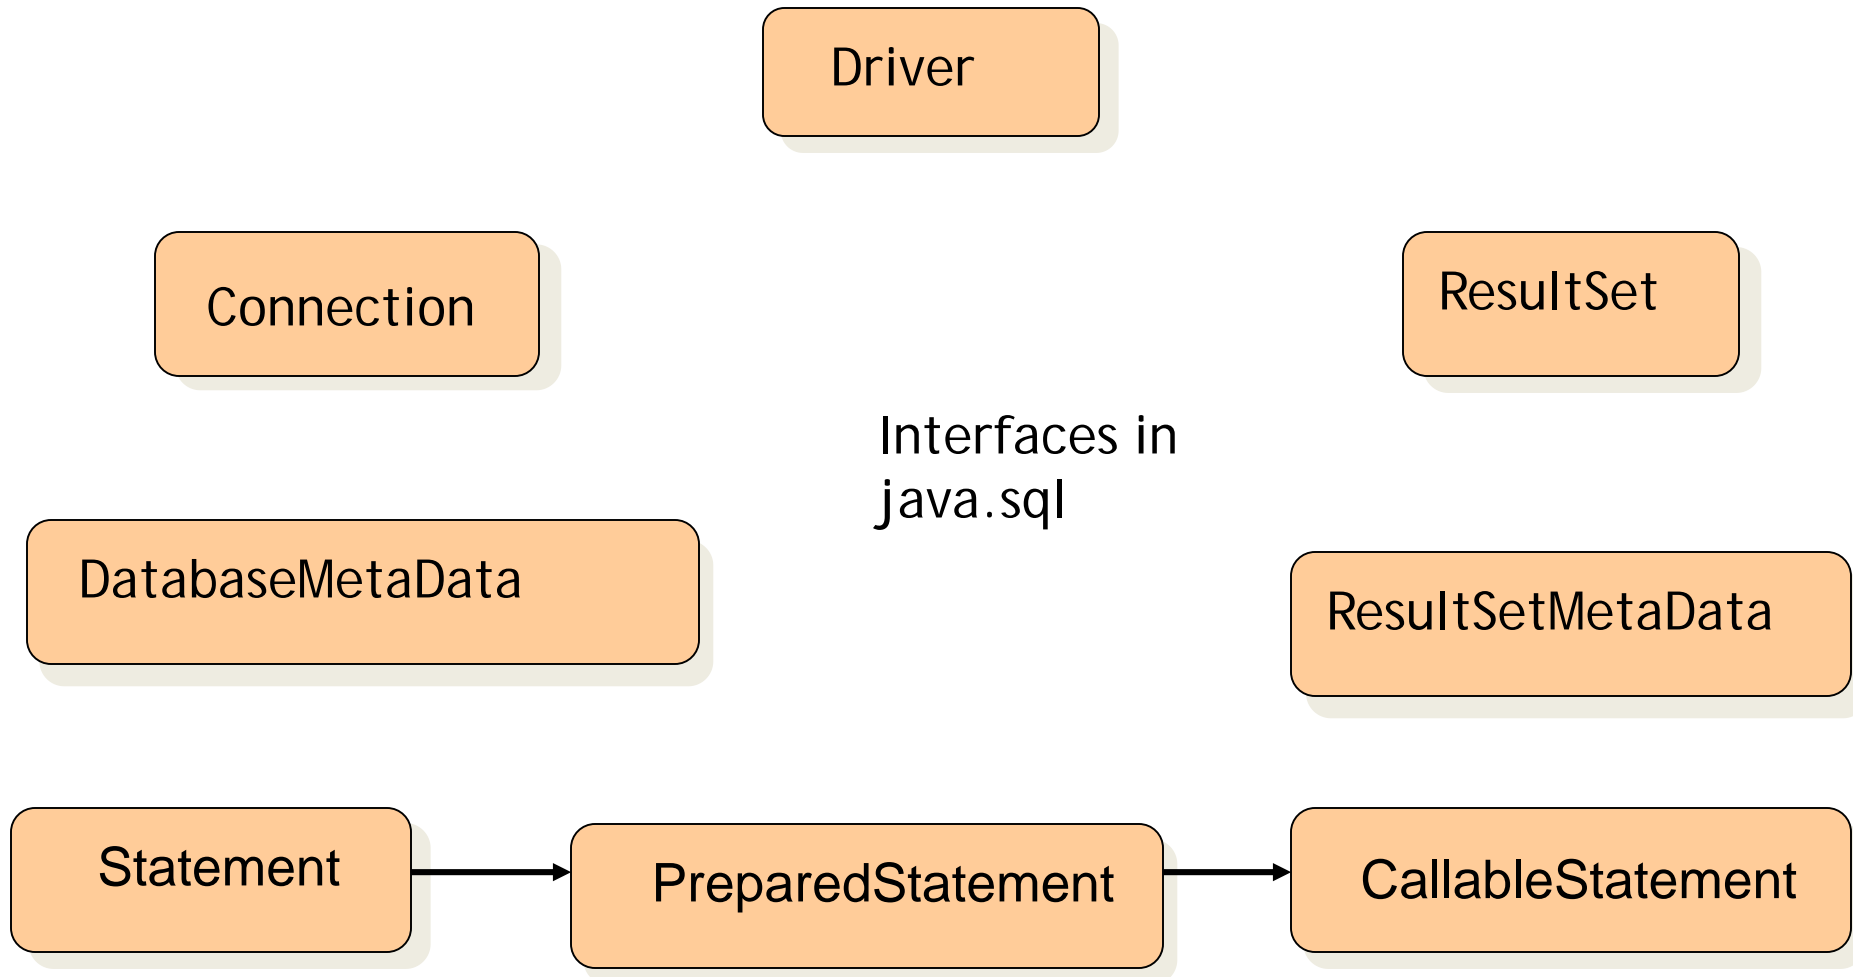 Driver
Connection
ResultSet
Interfaces in
java.sql
DatabaseMetaData
ResultSetMetaData
Statement
PreparedStatement
CallableStatement